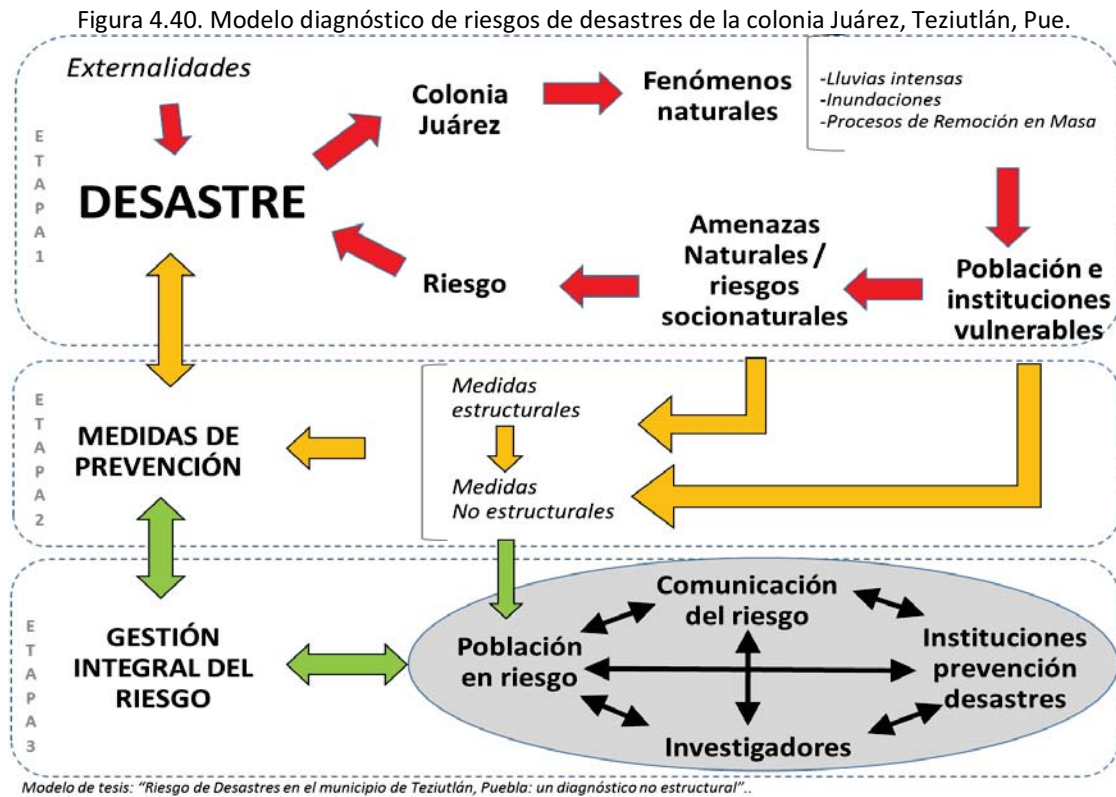 Figura 4.40. Modelo diagnóstico de riesgos de desastres de la colonia Juárez, Teziutlán, Pue.
ETAPA1
Externalidades
DESASTRE
Colonia
Juárez
Fenómenos
naturales
-Lluvias intensas
-Inundaciones
-Procesos de Remoción en Masa
Riesgo
Amenazas
Naturales /
riesgos
socionaturales
Población e
instituciones
vulnerables
ETAPA2
MEDIDAS DE
PREVENCIÓN
Medidas
estructurales
Medidas
No estructurales
ETAPA3
GESTIÓN
INTEGRAL DEL
RIESGO
Comunicación
del riesgo
Población
en riesgo
Instituciones
prevención
desastres
Investigadores
Modelo de tesis: “Riesgo de Desastres en el municipio de Teziutlán, Puebla: un diagnóstico no estructural”..